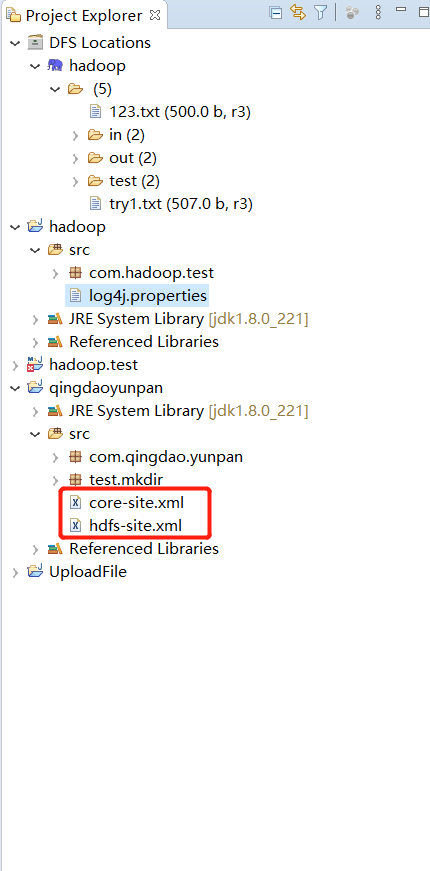 Project Explorer
DFS Locations
hadoop
(5)
123.txt (500.0 b, r3)
in (2)
out (2)
test (2)
try1.txt (507.0 b, r3)
hadoop
src
com.hadoop.test
log4j.properties
JRE System Library [jdk1.8.0_221]
Referenced Libraries
hadoop.test
qingdaoyunpan
JRE System Library [jdk1.8.0_221]
src
com.qingdao.yunpan
test.mkdir
core-site.xml
hdfs-site.xml
Referenced Libraries
UploadFile